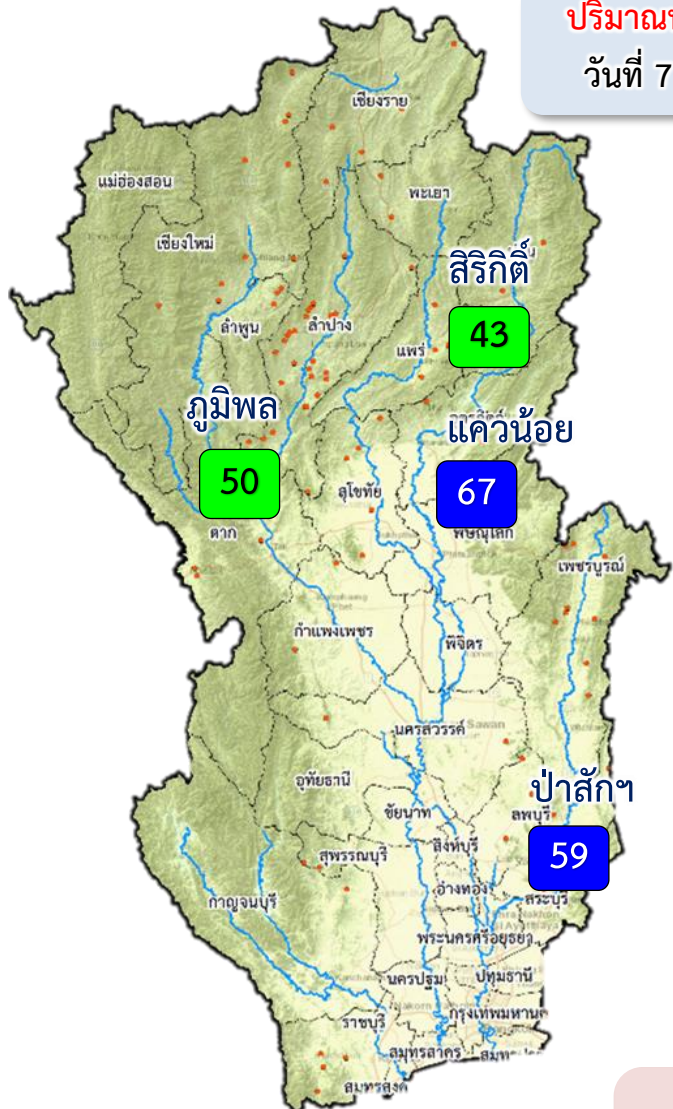 ปริมาณ
วันที่ 7
เชียงราย
แม่ฮ่องสอน
พะเยา
เชียงใหม่
สิริกิติ์
43
ลำพูน
ลำปาง
แพร่
ภูมิพล
50
แควน้อย
67
สุโขทัย
ตาก
พิษณุโลก
เพชรบูรณ์
กำแพงเพชร
พิจิตร
นครสวรรค์
Sawan
อุทัยธานี
ป่าสักฯ
59
ชัยนาท
ลพบุรี
สิงห์บุรี
สุพรรณบุรี
อ่างทอง
สระบุรี
กาญจนบุรี
พระนครศรีอยุธยา
นครปฐม
ปทุมธานี
ราชบุรี
กรุงเทพมหานค
สมุทรสาคร
สมุทรสงค